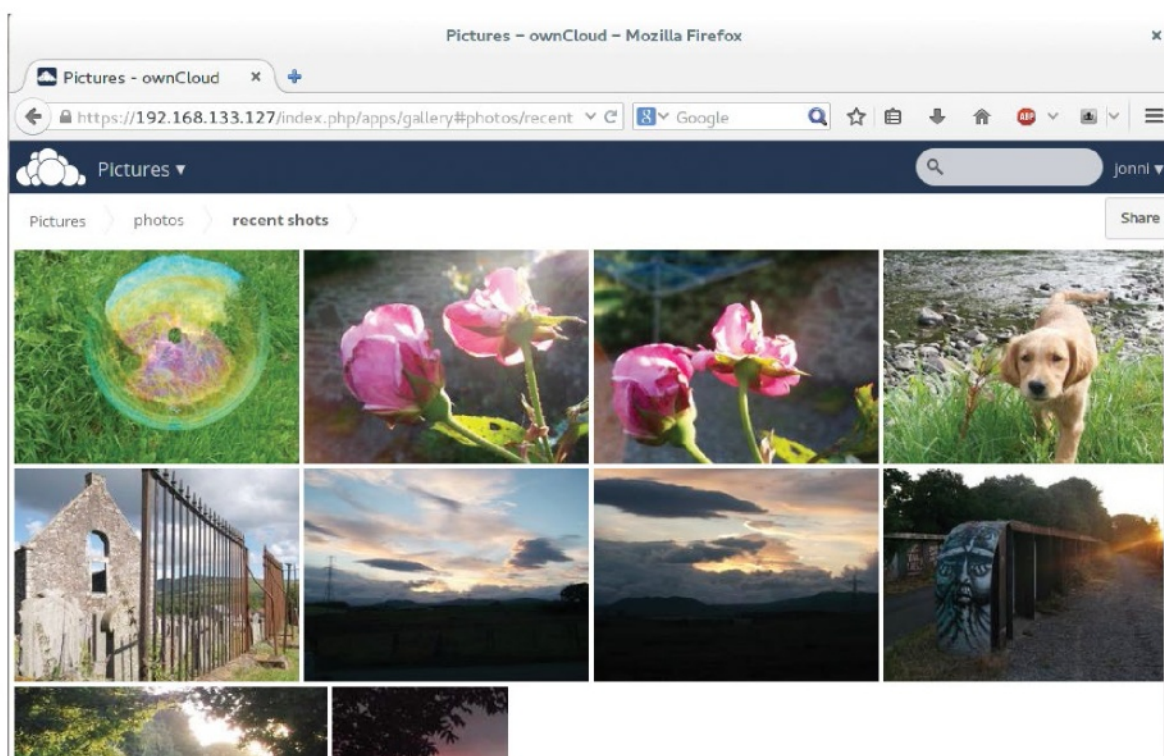 Pictures – ownCloud – Mozilla Firefox
Pictures - ownCloud
https://192.168.133.127/index.php/apps/gallery#photos/recent
Google
ABP
Pictures
jonni
Pictures
photos
recent shots
Share